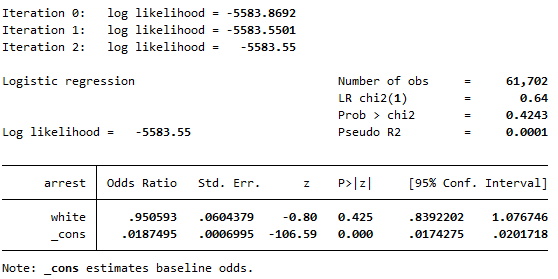 Iteration 0:   log likelihood = -5583.8692
Iteration 1:   log likelihood = -5583.5501
Iteration 2:   log likelihood =   -5583.55
Logistic regression                             Number of obs     =     61,702
                                                LR chi2(1)        =       0.64
                                                Prob > chi2       =     0.4243
Log likelihood =   -5583.55                     Pseudo R2         =     0.0001
      arrest | Odds Ratio   Std. Err.      z    P>|z|     [95% Conf. Interval]
       white |    .950593   .0604379    -0.80   0.425     .8392202    1.076746
       _cons |   .0187495   .0006995  -106.59   0.000     .0174275    .0201718
Note: _cons estimates baseline odds.